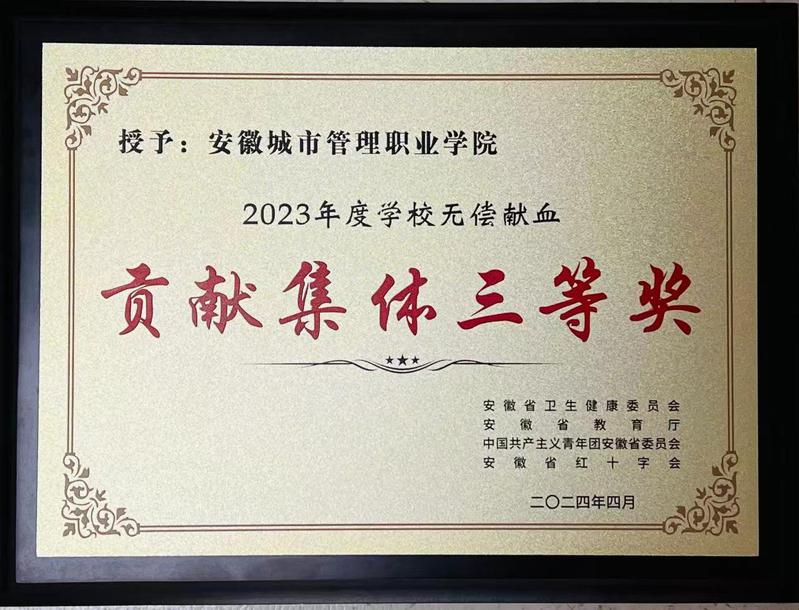 授予：安徽城市管理职业学院
2023年度学校无偿献血
贡献集体三等奖
安徽省卫生健康委员会
安徽省教育厅
中国共产主义青年团安徽省委员会
安徽省红十字会
二〇二四年四月